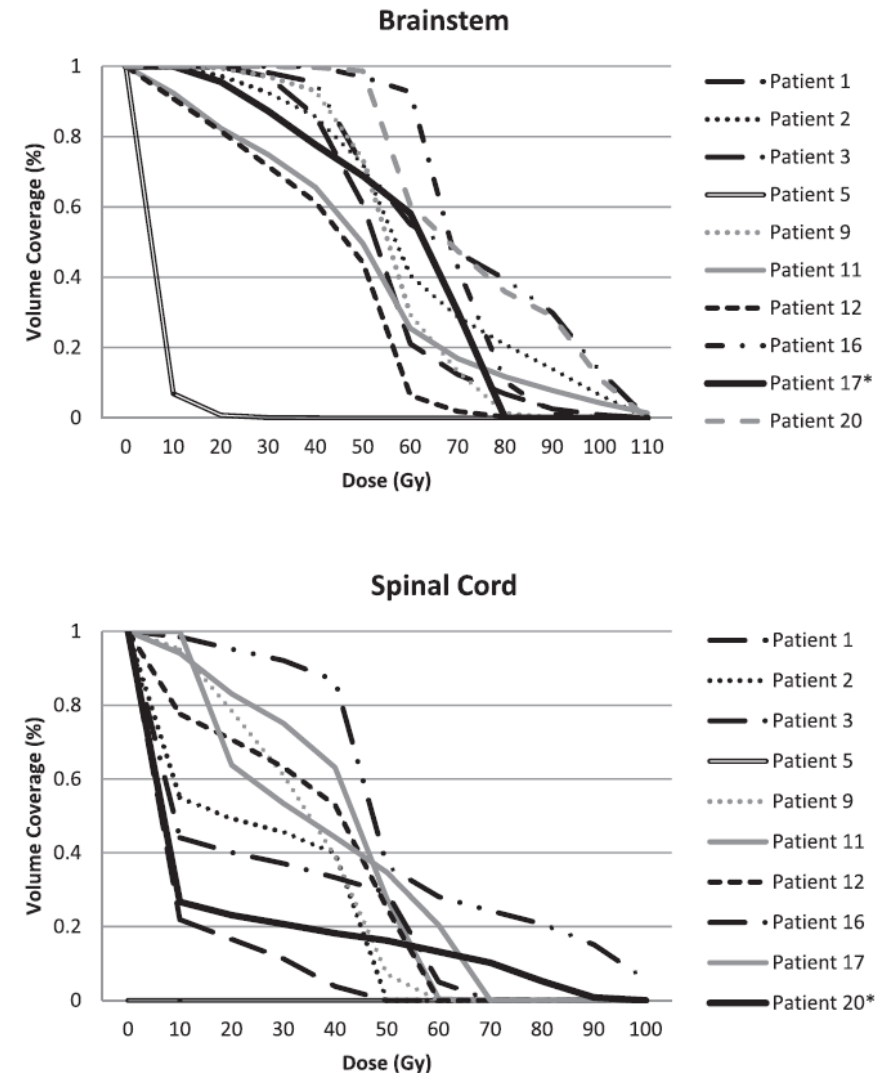 Brainstem
Volume Coverage (%)
1
0.8
0.6
0.4
0.2
0
0 10 20 30 40 50 60 70 80 90 100 110
Dose (Gy)
Patient 1
Patient 2
Patient 3
Patient 5
Patient 9
Patient 11
Patient 12
Patient 16
Patient 17*
Patient 20
Spinal Cord
Volume Coverage (%)
1
0.8
0.6
0.4
0.2
0
0 10 20 30 40 50 60 70 80 90 100
Dose (Gy)
Patient 1
Patient 2
Patient 3
Patient 5
Patient 9
Patient 11
Patient 12
Patient 16
Patient 17
Patient 20*